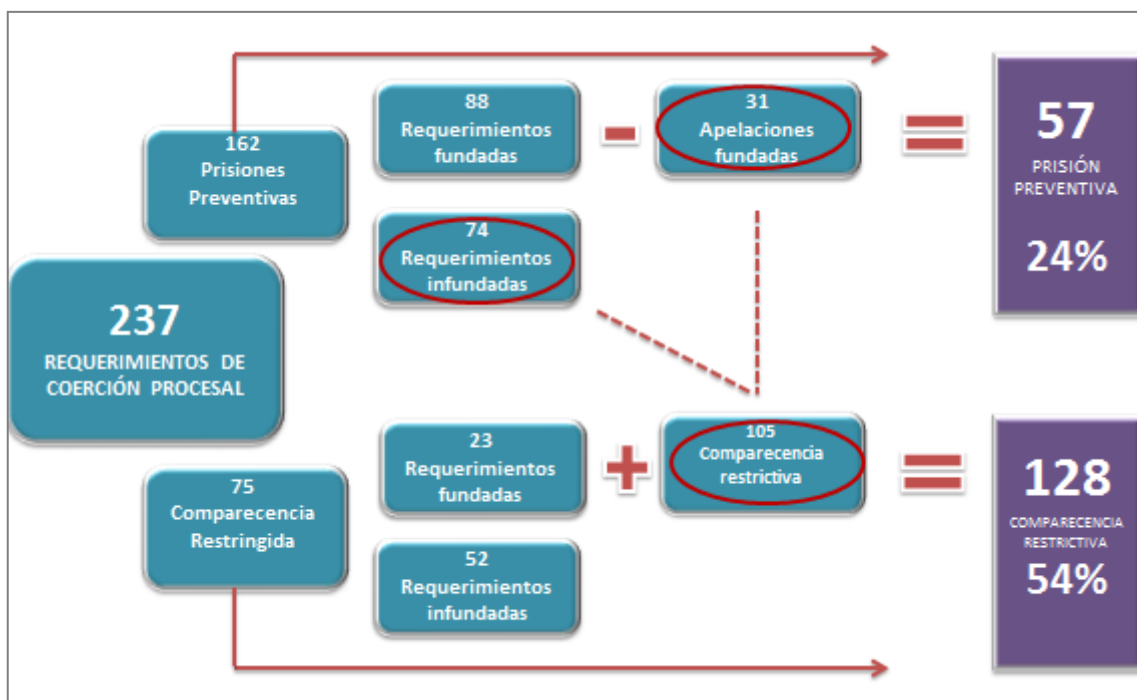 162
Prisiones
Preventivas
88
Requerimientos
fundadas
31
Apelaciones
fundadas
57
PRISIÓN
PREVENTIVA
24%
74
Requerimientos
infundadas
237
REQUERIMIENTOS DE
COERCIÓN PROCESAL
75
Comparecencia
Restringida
23
Requerimientos
fundadas
105
Comparecencia
restrictiva
128
COMPARECENCIA
RESTRICTIVA
54%
52
Requerimientos
infundadas